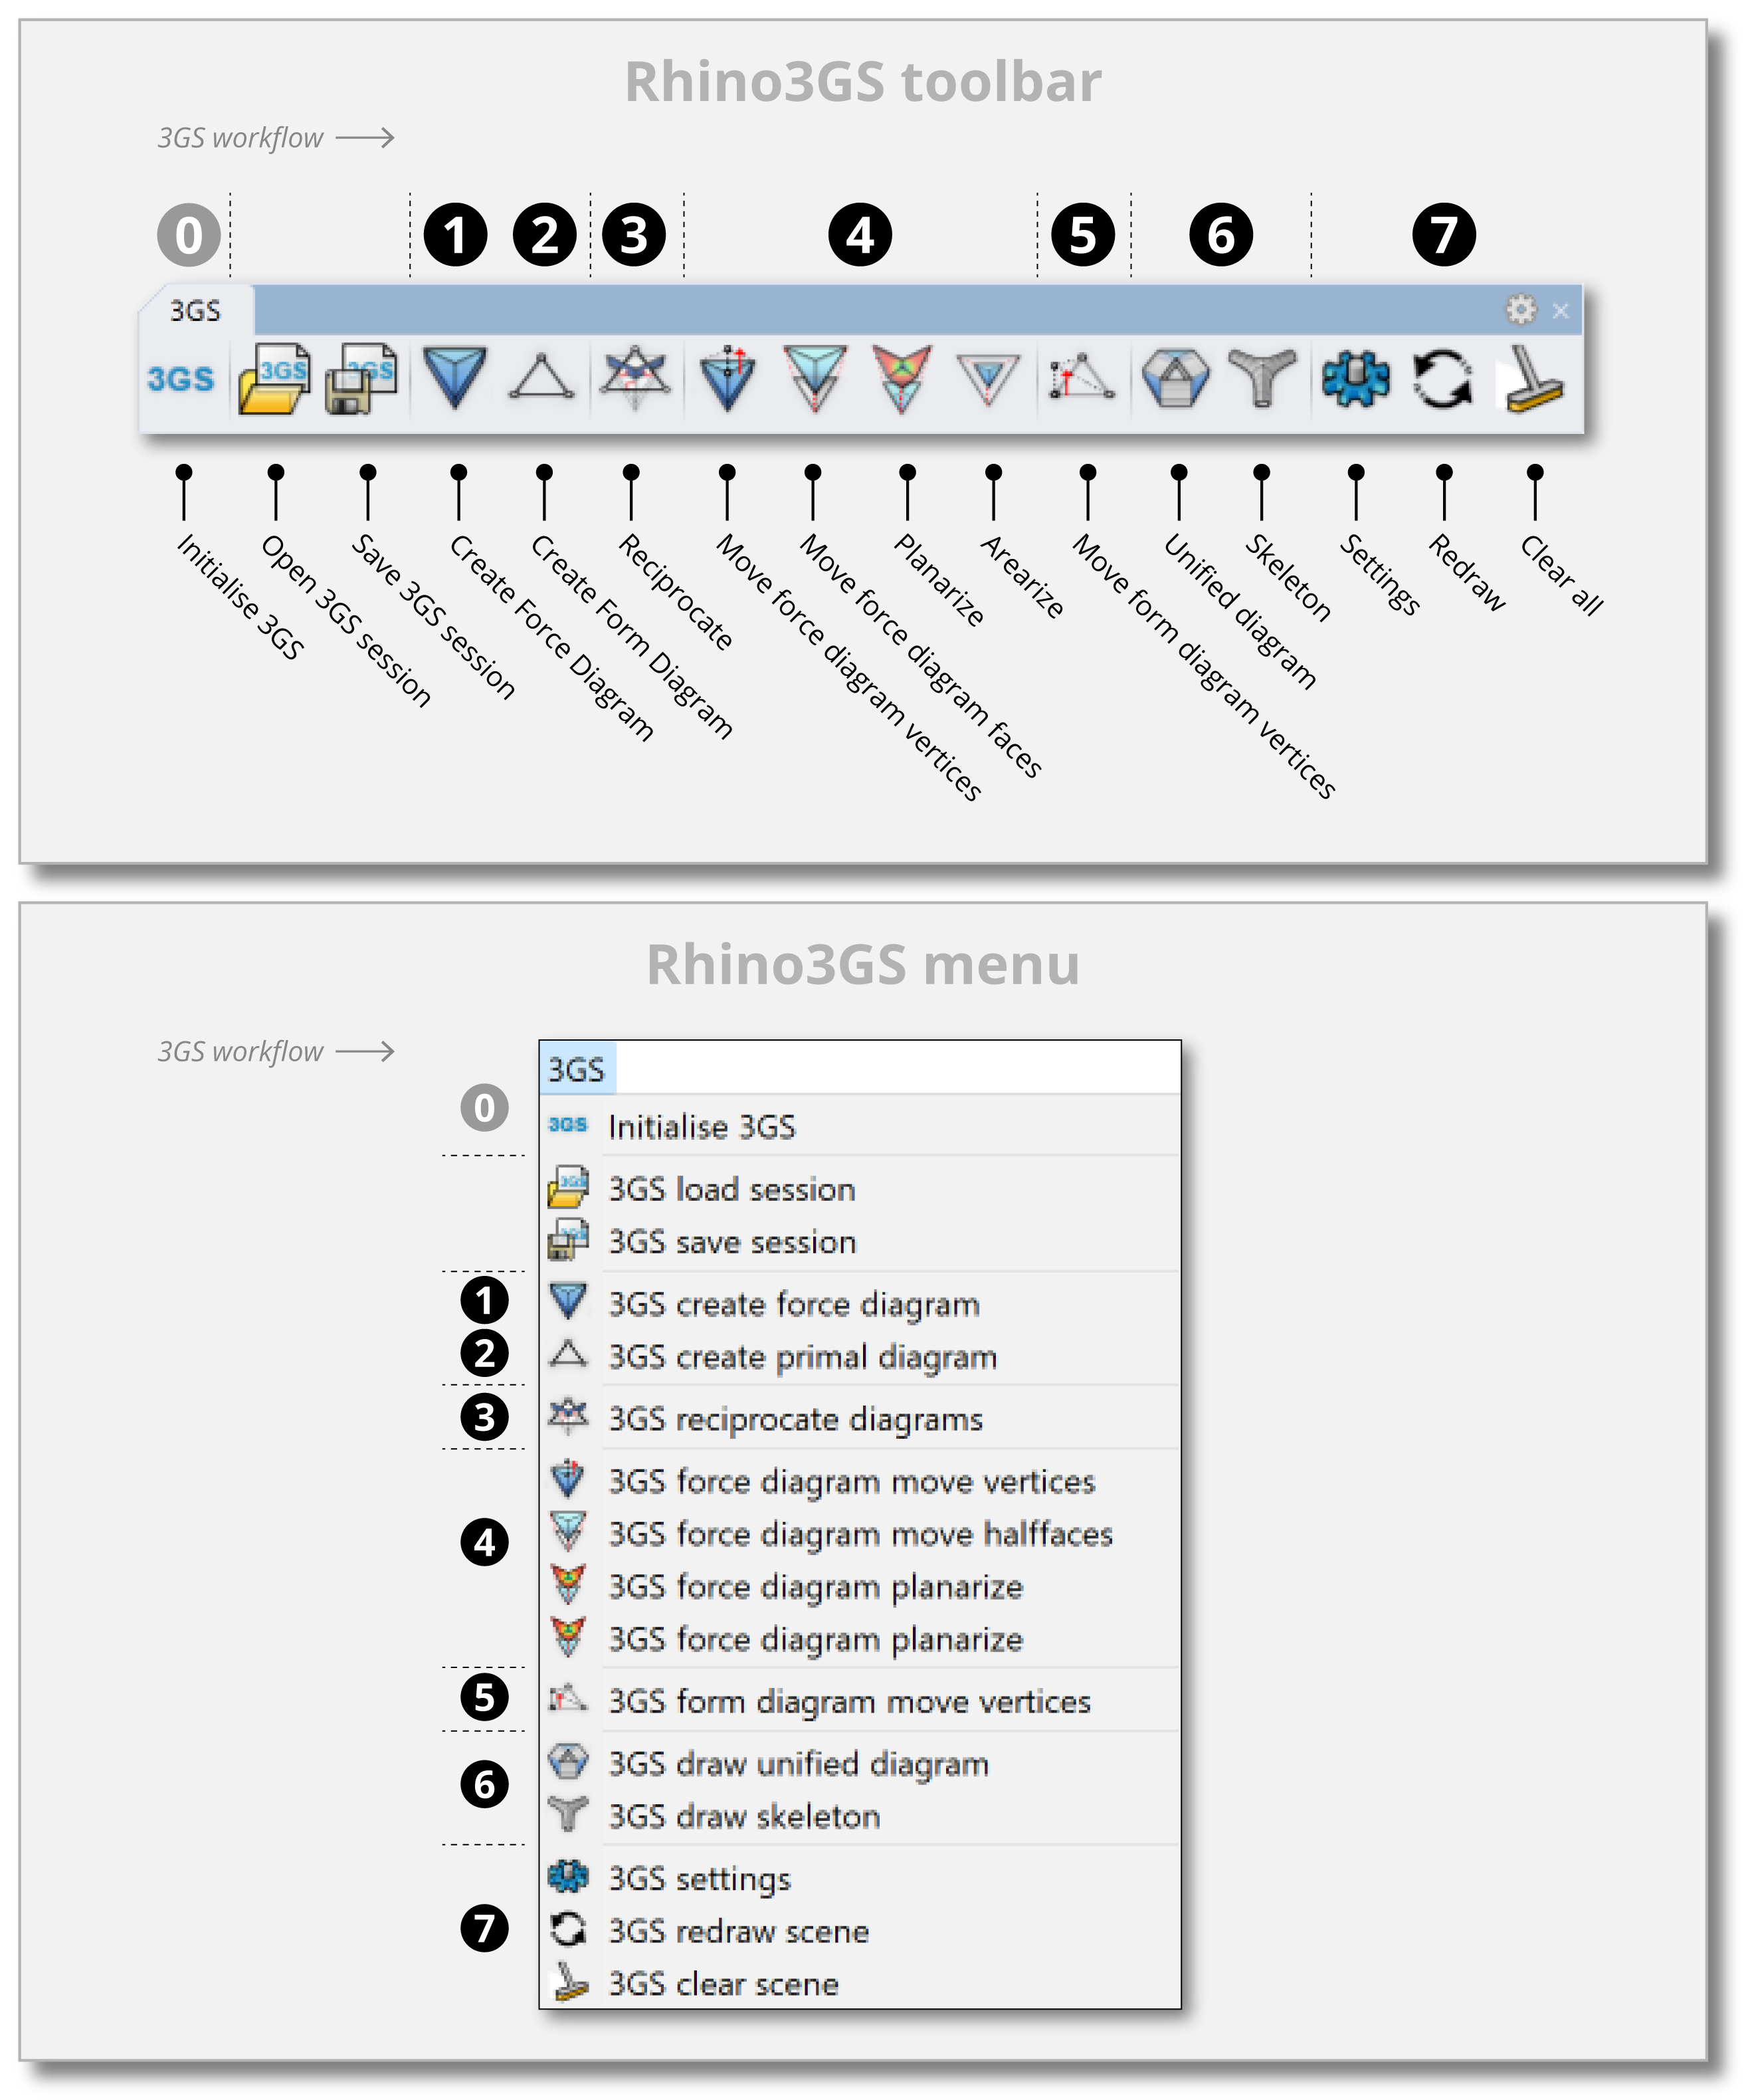 Rhino3GS toolbar
3GS workflow
0 1 2 3 4 5 6 7
3GS
3GS 3GS 3GS
Initialise 3GS
Open 3GS session
Save 3GS session
Create Force Diagram
Create Form Diagram
Reciprocate
Move force diagram vertices
Move force diagram faces
Planarize
Arearize
Move form diagram vertices
Unified diagram
Skeleton
Settings
Redraw
Clear all
Rhino3GS menu
3GS workflow
3GS
0
3GS Initialise 3GS
3GS 3GS load session
3GS 3GS save session
1 3GS create force diagram
2 3GS create primal diagram
3 3GS reciprocate diagrams
3GS force diagram move vertices
4 3GS force diagram move halffaces
3GS force diagram planarize
3GS force diagram planarize
5 3GS form diagram move vertices
3GS draw unified diagram
6
3GS draw skeleton
3GS settings
7 3GS redraw scene
3GS clear scene